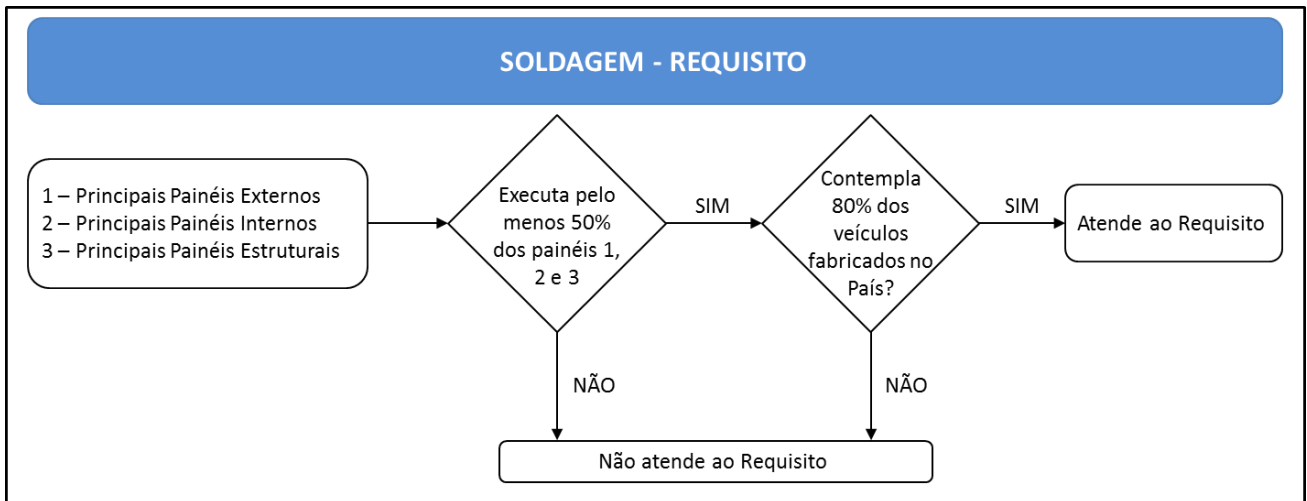 SOLDAGEM - REQUISITO
1 – Principais Painéis Externos
2 – Principais Painéis Internos
3 – Principais Painéis Estruturais
Executa pelo
menos 50%
dos painéis 1,
2 e 3
SIM
Contempla
80% dos
veículos
fabricados no
País?
SIM
Atende ao Requisito
NÃO
NÃO
Não atende ao Requisito